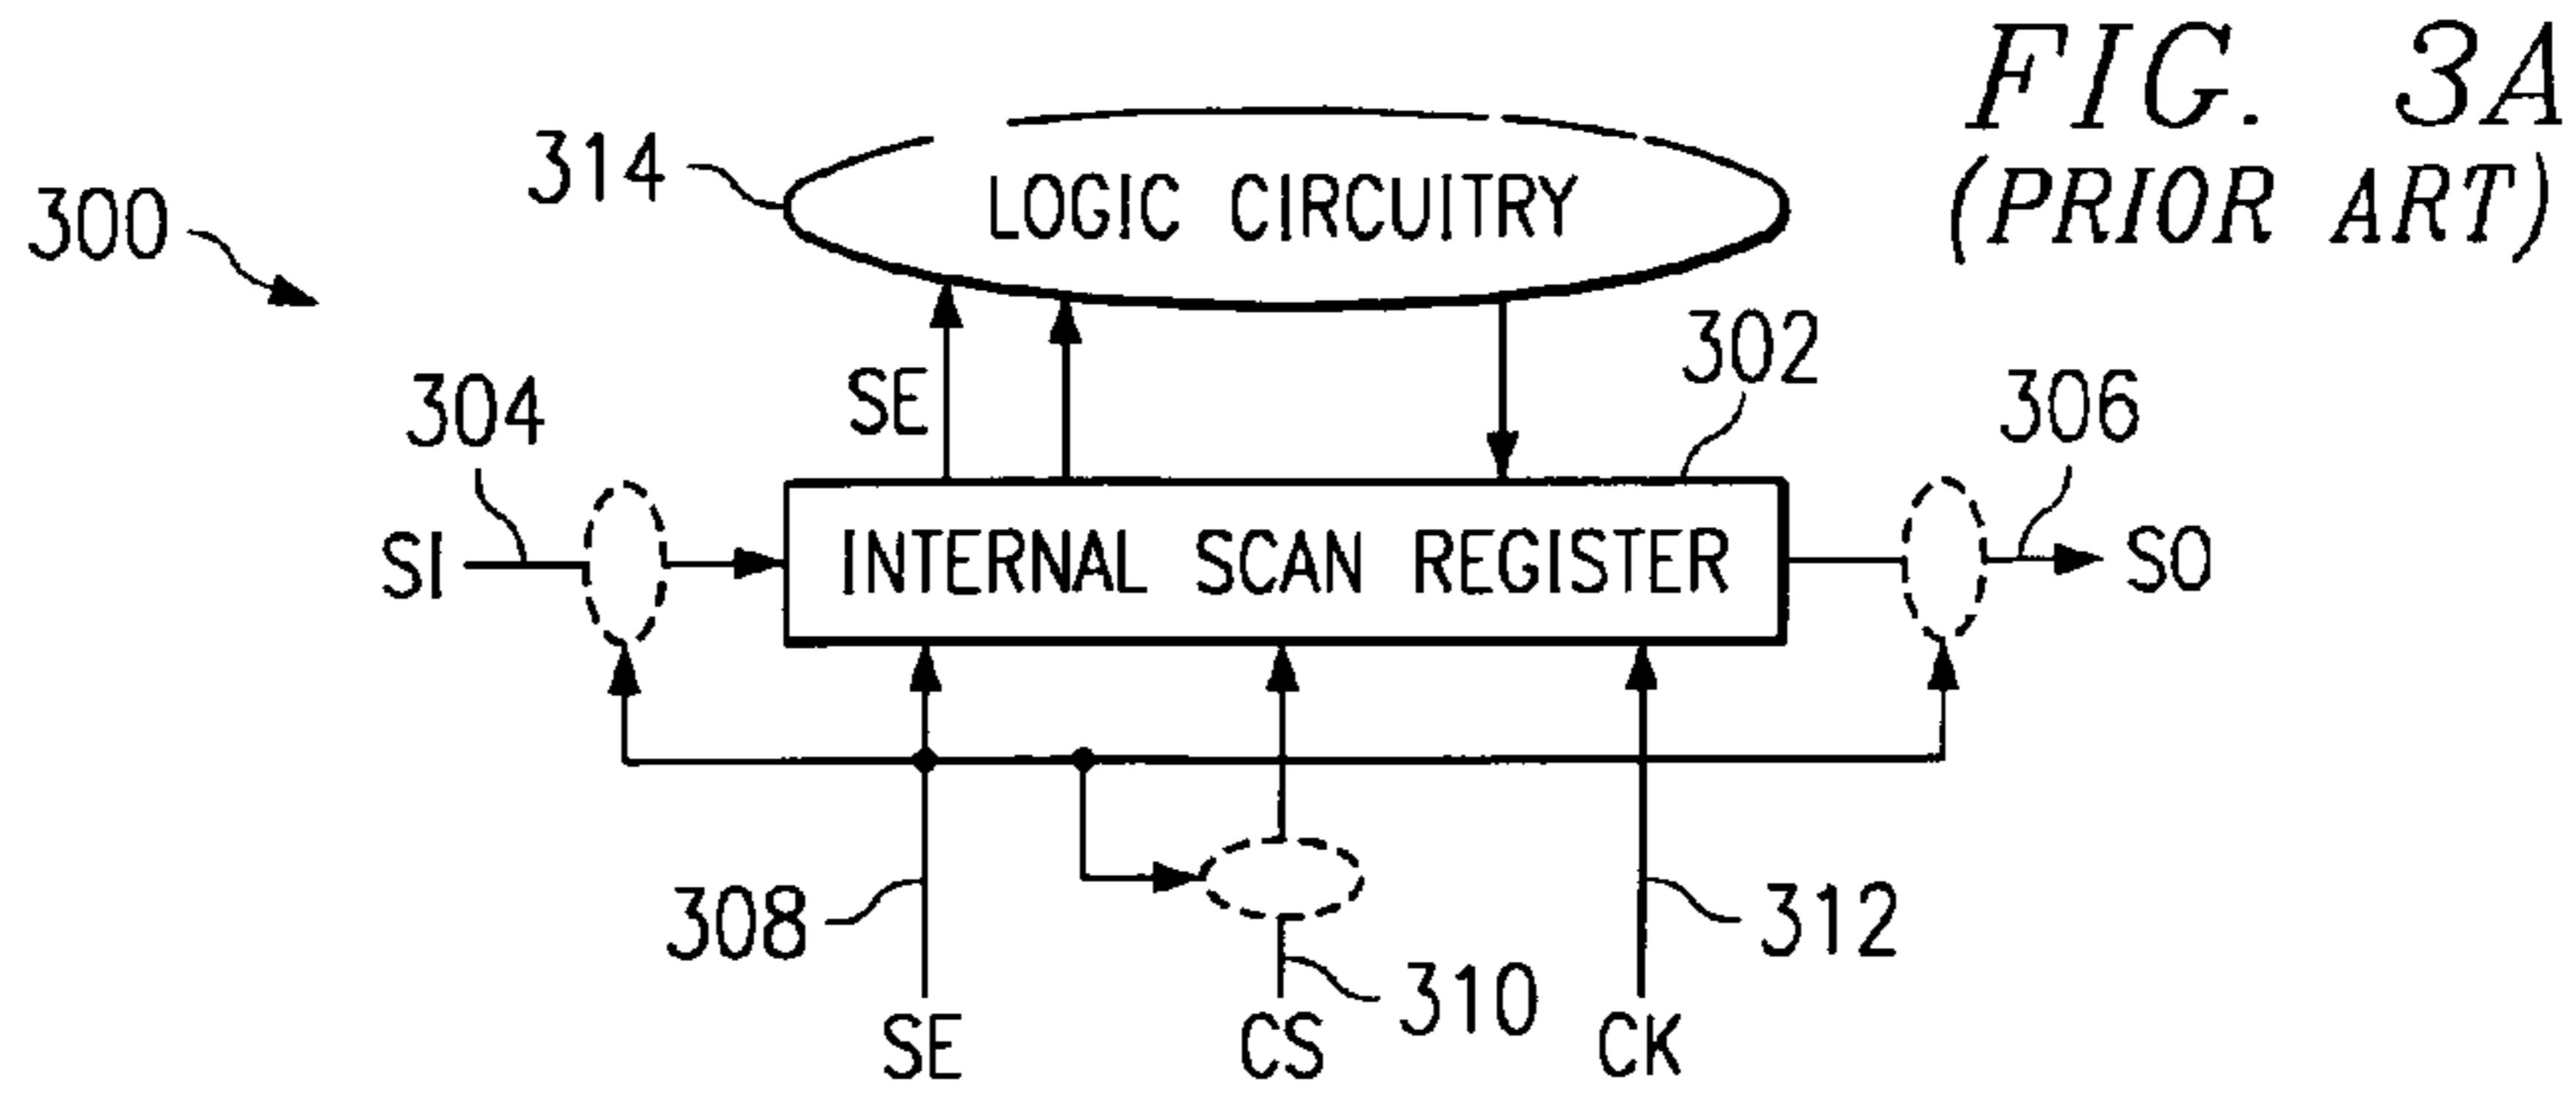 FIG. 3A
(PRIOR ART)
314
LOGIC CIRCUITRY
300
302
SE
304
306
SI
INTERNAL SCAN REGISTER
SO
308
312
310
SE
CS
CK